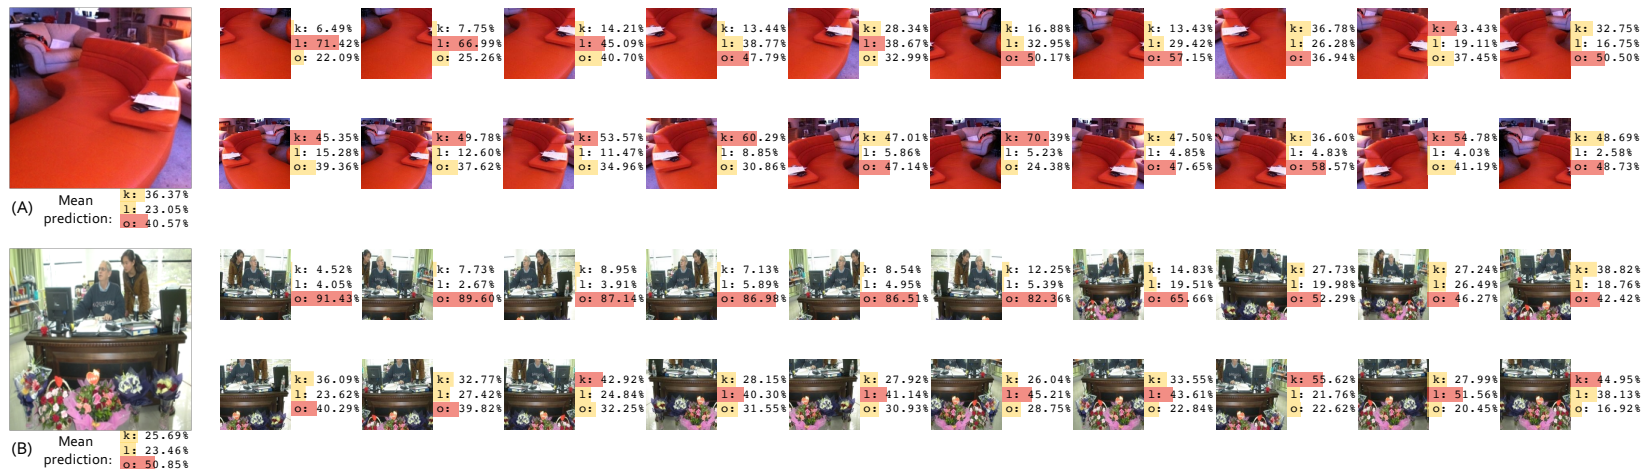 k: 6.49%
l: 71.42%
o: 22.09%
k: 7.75%
l: 66.99%
o: 25.26%
k: 14.21%
l: 45.09%
o: 40.70%
k: 13.44%
l: 38.77%
o: 47.79%
k: 28.34%
l: 38.67%
o: 32.99%
k: 16.88%
l: 32.95%
o: 50.17%
k: 13.43%
l: 29.42%
o: 57.15%
k: 36.78%
l: 26.28%
o: 36.94%
k: 43.43%
l: 19.11%
o: 37.45%
k: 32.75%
l: 16.75%
o: 50.50%
k: 45.35%
l: 15.28%
o: 39.36%
k: 49.78%
l: 12.60%
o: 37.62%
k: 53.57%
l: 11.47%
o: 34.96%
k: 60.29%
l: 8.85%
o: 30.86%
k: 47.01%
l: 5.86%
o: 47.14%
k: 70.39%
l: 5.23%
o: 24.38%
k: 47.50%
l: 4.85%
o: 47.65%
k: 36.60%
l: 4.83%
o: 58.57%
k: 54.78%
l: 4.03%
o: 41.19%
k: 48.69%
l: 2.58%
o: 48.73%
(A) Mean prediction:
k: 36.37%
l: 23.05%
o: 40.57%
k: 4.52%
l: 4.05%
o: 91.43%
k: 7.73%
l: 2.67%
o: 89.60%
k: 8.95%
l: 3.91%
o: 87.14%
k: 7.13%
l: 5.89%
o: 86.98%
k: 8.54%
l: 4.95%
o: 86.51%
k: 12.25%
l: 5.39%
o: 82.36%
k: 14.83%
l: 19.51%
o: 65.66%
k: 27.73%
l: 19.98%
o: 52.29%
k: 27.24%
l: 26.49%
o: 46.27%
k: 38.82%
l: 18.76%
o: 42.42%
k: 36.09%
l: 23.62%
o: 40.29%
k: 32.77%
l: 27.42%
o: 39.82%
k: 42.92%
l: 24.84%
o: 32.25%
k: 28.15%
l: 40.30%
o: 31.55%
k: 27.92%
l: 41.14%
o: 30.93%
k: 26.04%
l: 45.21%
o: 28.75%
k: 33.55%
l: 43.61%
o: 22.84%
k: 55.62%
l: 21.76%
o: 22.62%
k: 27.99%
l: 51.56%
o: 20.45%
k: 44.95%
l: 38.13%
o: 16.92%
(B) Mean prediction:
k: 25.69%
l: 23.46%
o: 50.85%